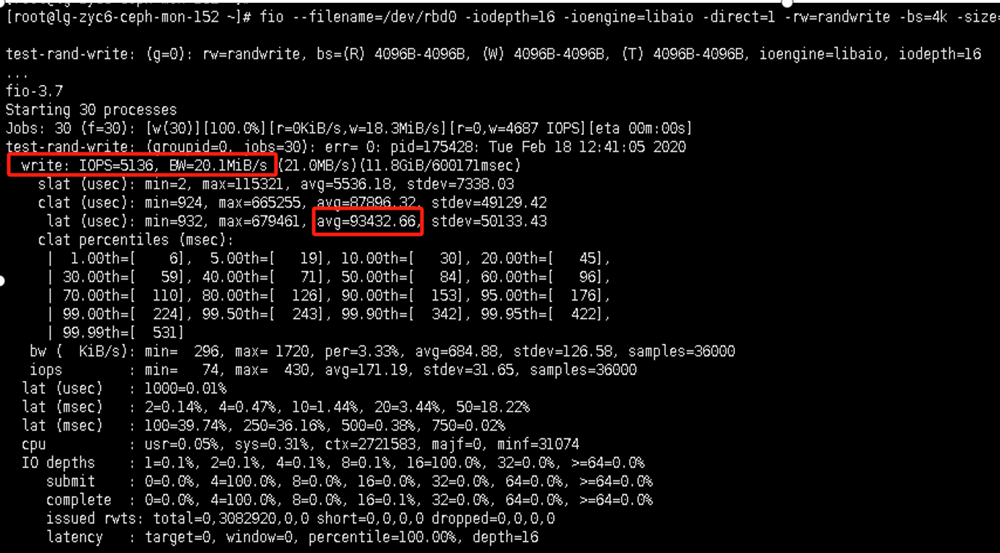 [root@lg-zyc6-ceph-mon-152 ~]# fio --filename=/dev/rbd0 -iodepth=16 -ioengine=libaio -direct=1 -rw=randwrite -bs=4k -size=
test-rand-write: (g=0): rw=randwrite, bs=(R) 4096B-4096B, (W) 4096B-4096B, (T) 4096B-4096B, ioengine=libaio, iodepth=16
...
fio-3.7
Starting 30 processes
Jobs: 30 (f=30): [w(30)][100.0%][r=0KiB/s,w=18.3MiB/s][r=0,w=4687 IOPS][eta 00m:00s]
test-rand-write: (groupid=0, jobs=30): err= 0: pid=175428: Tue Feb 18 12:41:05 2020
write: IOPS=5136, BW=20.1MiB/s (21.0MB/s)(11.8GiB/600171msec)
slat (usec): min=2, max=115321, avg=5536.18, stdev=7338.03
clat (usec): min=924, max=665255, avg=87896.32, stdev=49129.42
lat (usec): min=932, max=679461, avg=93432.66, stdev=50133.43
clat percentiles (msec):
| 1.00th=[ 6], 5.00th=[ 19], 10.00th=[ 30], 20.00th=[ 45],
| 30.00th=[ 59], 40.00th=[ 71], 50.00th=[ 84], 60.00th=[ 96],
| 70.00th=[ 110], 80.00th=[ 126], 90.00th=[ 153], 95.00th=[ 176],
| 99.00th=[ 224], 99.50th=[ 243], 99.90th=[ 342], 99.95th=[ 422],
| 99.99th=[ 531]
bw ( KiB/s): min= 296, max= 1720, per=3.33%, avg=684.88, stdev=126.58, samples=36000
iops : min= 74, max= 430, avg=171.19, stdev=31.65, samples=36000
lat (usec) : 1000=0.01%
lat (msec) : 2=0.14%, 4=0.47%, 10=1.44%, 20=3.44%, 50=18.22%
lat (msec) : 100=39.74%, 250=36.16%, 500=0.38%, 750=0.02%
cpu : usr=0.05%, sys=0.31%, ctx=2721583, majf=0, minf=31074
IO depths : 1=0.1%, 2=0.1%, 4=0.1%, 8=0.1%, 16=100.0%, 32=0.0%, >=64=0.0%
submit : 0=0.0%, 4=100.0%, 8=0.0%, 16=0.0%, 32=0.0%, 64=0.0%, >=64=0.0%
complete : 0=0.0%, 4=100.0%, 8=0.0%, 16=0.1%, 32=0.0%, 64=0.0%, >=64=0.0%
issued rwts: total=0,3082920,0,0 short=0,0,0,0 dropped=0,0,0,0
latency : target=0, window=0, percentile=100.00%, depth=16